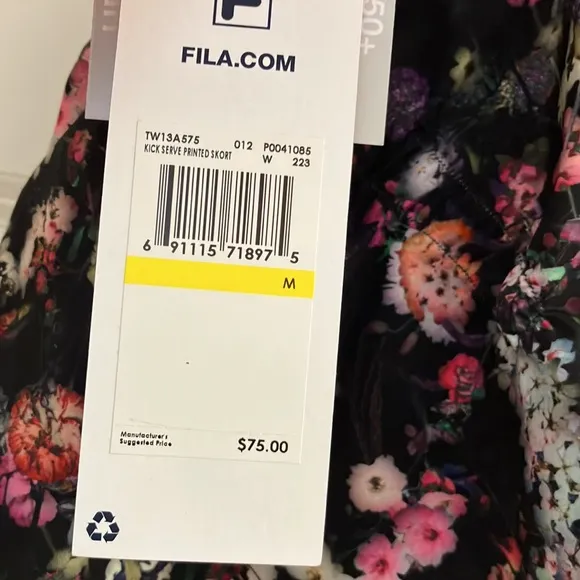 50+
FILA.COM
TW13A575 012 P0041085
KICK SERVE PRINTED SKORT W 223
6 91115 71897 5
M
Manufacturer's
Suggested Price $75.00